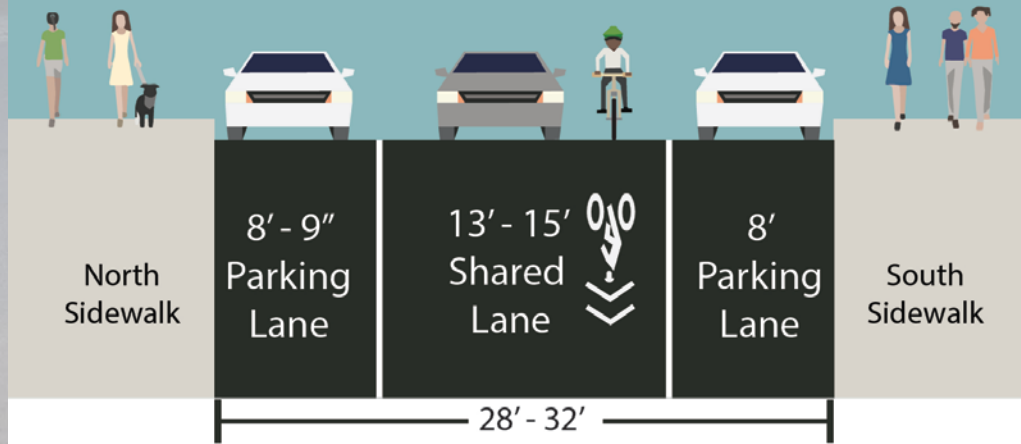 North
Sidewalk
8' - 9"
Parking
Lane
13' - 15'
Shared
Lane
8'
Parking
Lane
South
Sidewalk
28' - 32'